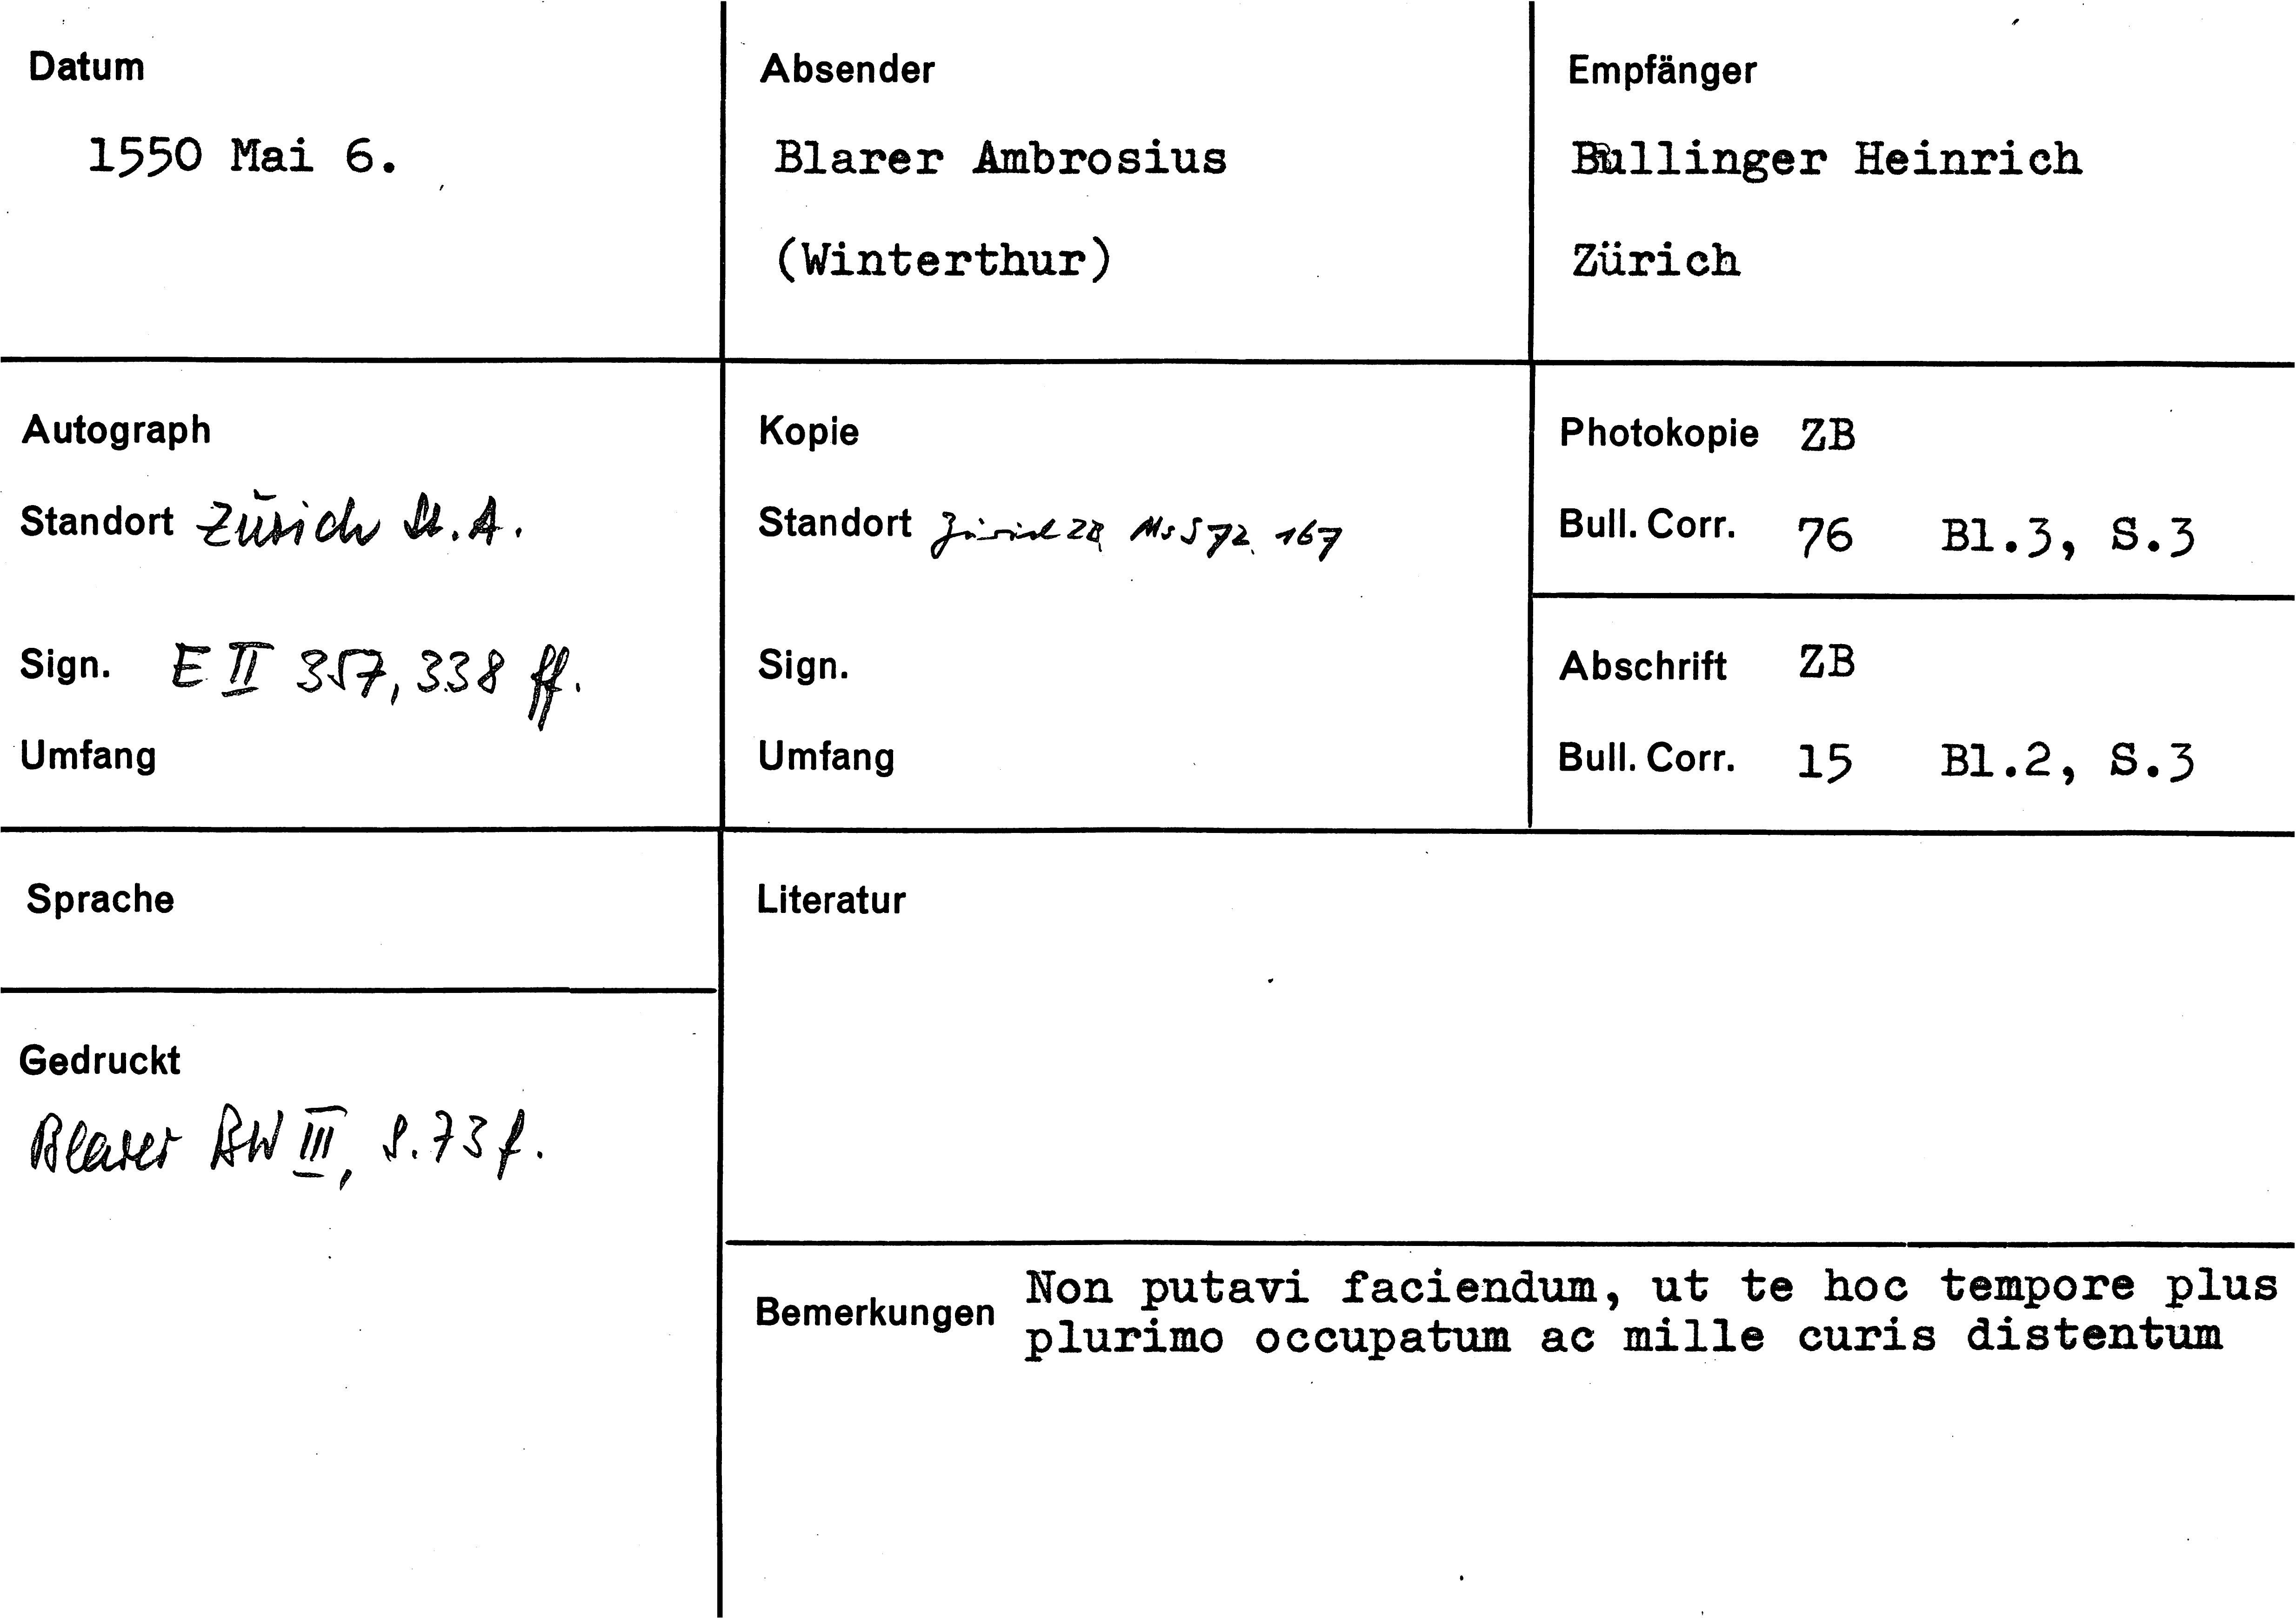 Datum
1550 Mai 6.
Absender
Blarer Ambrosius
(Winterthur)
Empfänger
Bullinger Heinrich
Zürich
Autograph
Standort Zürich St.A.
Sign. E II 357, 338 ff.
Umfang
Kopie
Standort Zürich ZB Ms S 72. 167
Sign.
Umfang
Photokopie ZB
Bull. Corr. 76 Bl.3, S.3
Abschrift ZB
Bull. Corr. 15 Bl.2, S.3
Sprache
Gedruckt
Blarer BW III, S. 73 f.
Literatur
Bemerkungen Non putavi faciendum, ut te hoc tempore plus
plurimo occupatum ac mille curis distentum